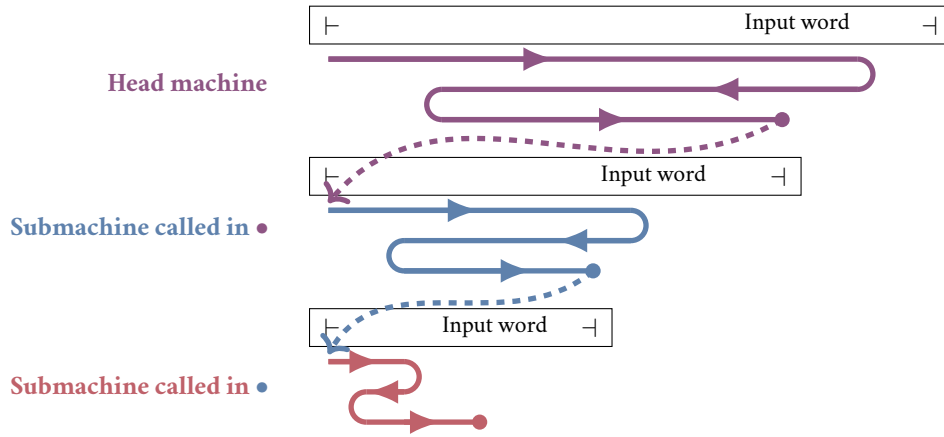 ⊢ Input word ⊣
Head machine
⊢ Input word ⊣
Submachine called in •
⊢ Input word ⊣
Submachine called in •